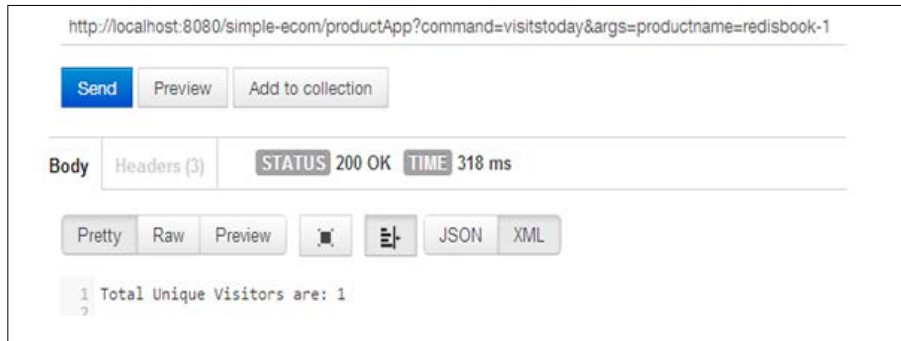 http://localhost:8080/simple-ecom/productApp?command=visitstoday&args=productname=redisbook-1
Send Preview Add to collection
Body Headers (3) STATUS 200 OK TIME 318 ms
Pretty Raw Preview JSON XML
1 Total Unique Visitors are: 1
2